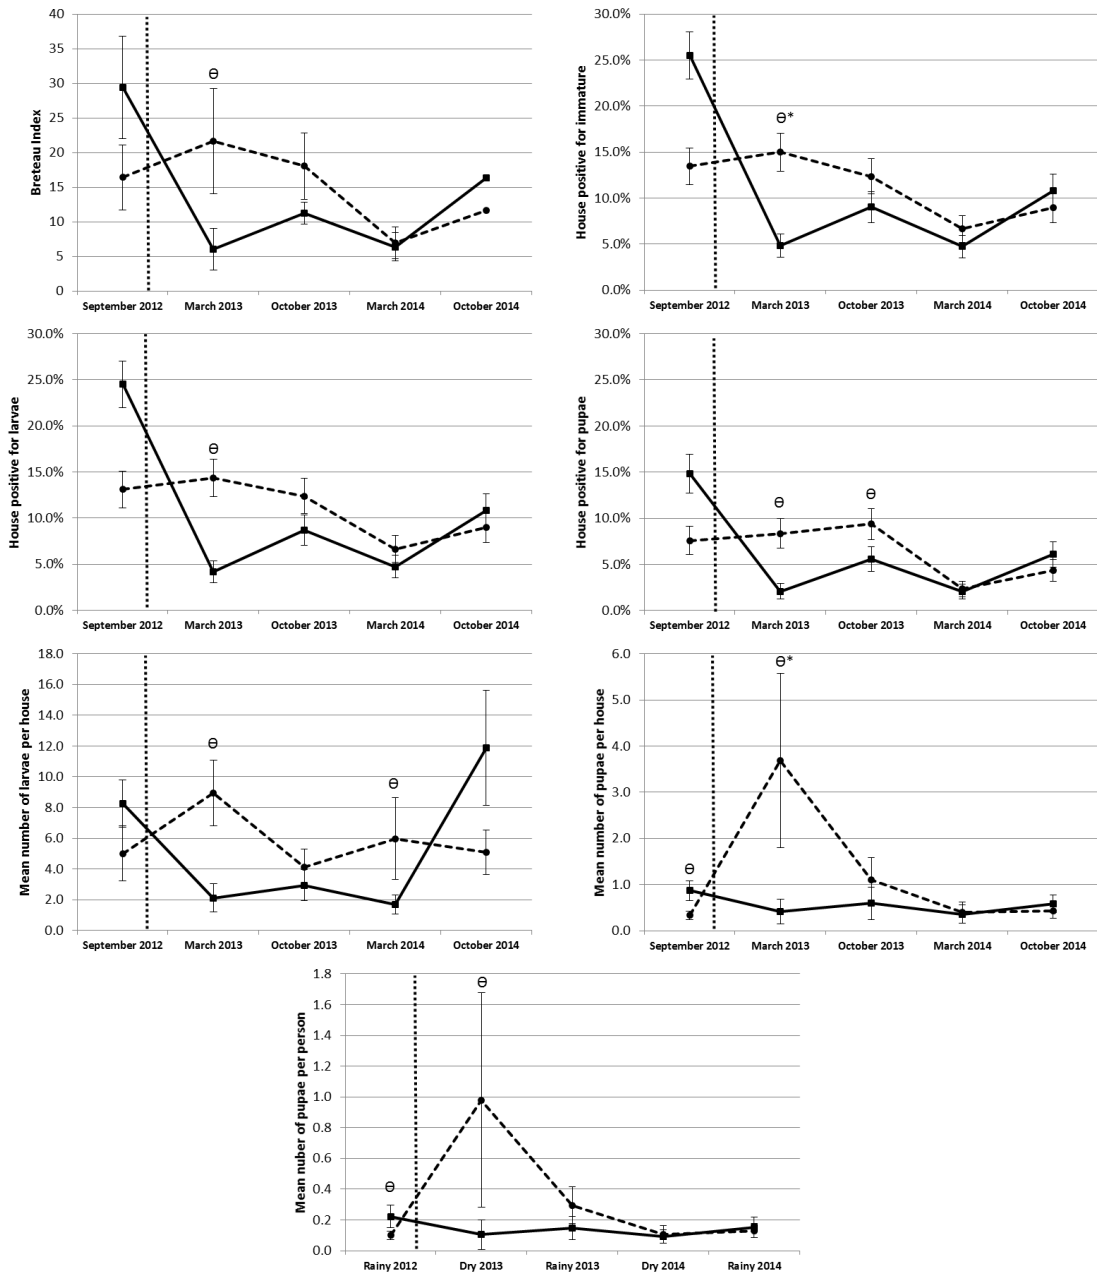 Breteau Index
40
35
30
25
20
15
10
5
0
ө
September 2012 March 2013 October 2013 March 2014 October 2014
House positive for immature
30.0%
25.0%
20.0%
15.0%
10.0%
5.0%
0.0%
ө*
September 2012 March 2013 October 2013 March 2014 October 2014
House positive for larvae
30.0%
25.0%
20.0%
15.0%
10.0%
5.0%
0.0%
ө
September 2012 March 2013 October 2013 March 2014 October 2014
House positive for pupae
30.0%
25.0%
20.0%
15.0%
10.0%
5.0%
0.0%
ө ө
September 2012 March 2013 October 2013 March 2014 October 2014
Mean number of larvae per house
18.0
16.0
14.0
12.0
10.0
8.0
6.0
4.0
2.0
0.0
ө ө
September 2012 March 2013 October 2013 March 2014 October 2014
Mean number of pupae per house
6.0
5.0
4.0
3.0
2.0
1.0
0.0
ө ө*
September 2012 March 2013 October 2013 March 2014 October 2014
Mean nuber of pupae per person
1.8
1.6
1.4
1.2
1.0
0.8
0.6
0.4
0.2
0.0
ө ө
Rainy 2012 Dry 2013 Rainy 2013 Dry 2014 Rainy 2014